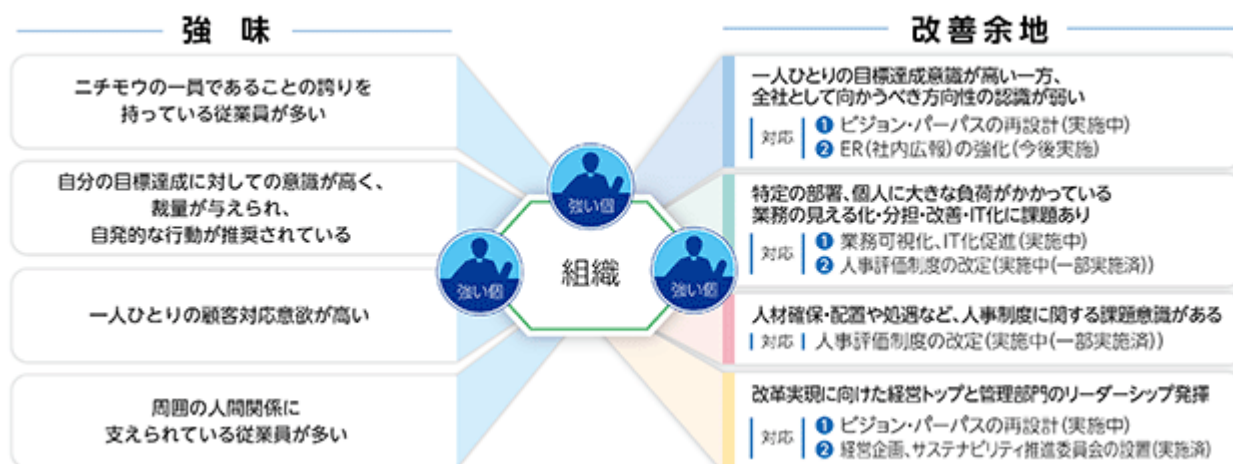 強味
ニチモウの一員であることの誇りを
持っている従業員が多い
自分の目標達成に対しての意識が高く、
裁量が与えられ、
自発的な行動が推奨されている
一人ひとりの顧客対応意欲が高い
周囲の人間関係に
支えられている従業員が多い
強い個
強い個
組織
強い個
改善余地
一人ひとりの目標達成意識が高い一方、
全社として向かうべき方向性の認識が弱い
対応
❶ ビジョン・パーパスの再設計(実施中)
❷ ER(社内広報)の強化(今後実施)
特定の部署、個人に大きな負荷がかかっている
業務の見える化・分担・改善・IT化に課題あり
対応
❶ 業務可視化、IT化促進(実施中)
❷ 人事評価制度の改定(実施中(一部実施済))
人材確保・配置や処遇など、人事制度に関する課題意識がある
対応 人事評価制度の改定(実施中(一部実施済))
改革実現に向けた経営トップと管理部門のリーダーシップ発揮
対応
❶ ビジョン・パーパスの再設計(実施中)
❷ 経営企画、サステナビリティ推進委員会の設置(実施済)